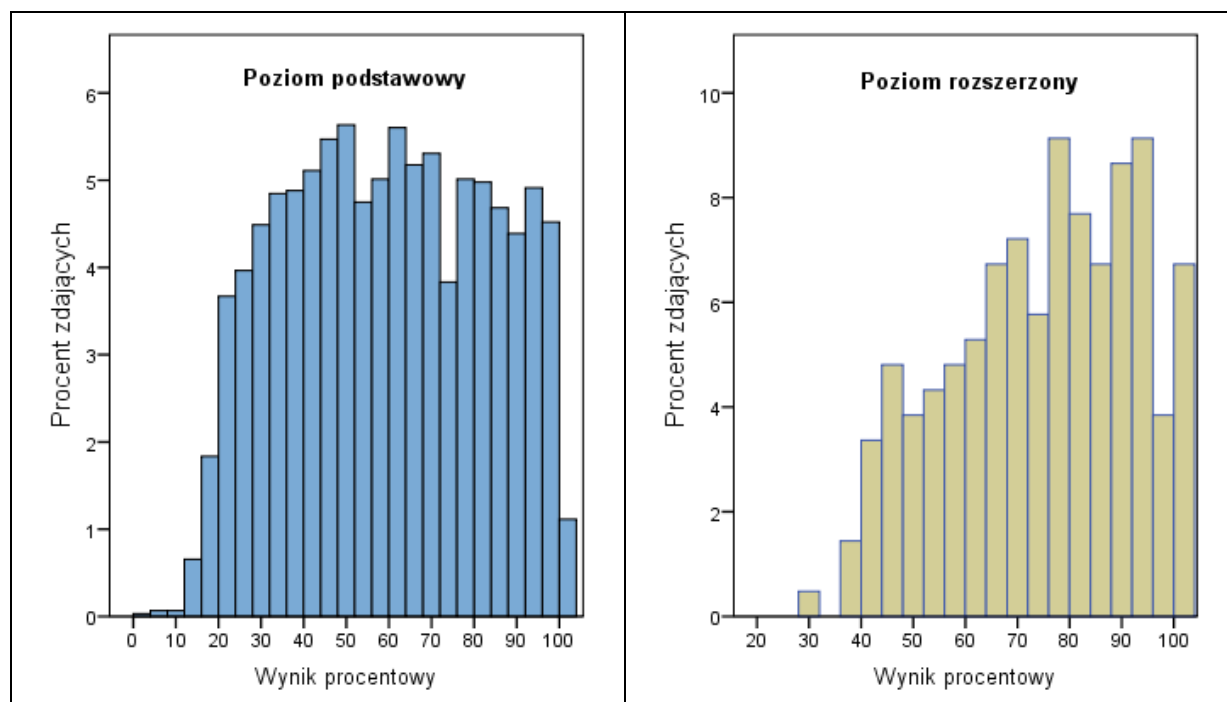 Poziom podstawowy
Procent zdających
6
5
4
3
2
1
0
0 10 20 30 40 50 60 70 80 90 100
Wynik procentowy
Poziom rozszerzony
Procent zdających
10
8
6
4
2
0
20 30 40 50 60 70 80 90 100
Wynik procentowy